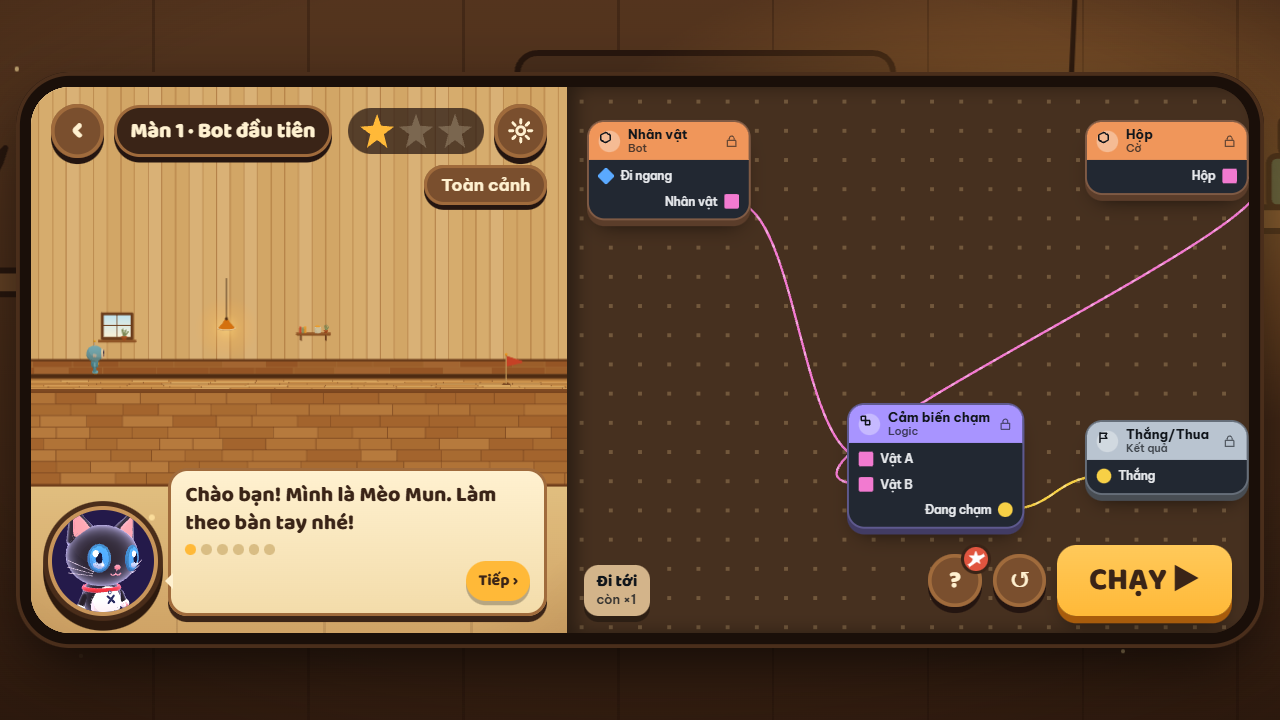 Màn 1 · Bot đầu tiên
Toàn cảnh
Chào bạn! Mình là Mèo Mun. Làm
theo bàn tay nhé!
Tiếp ›
Nhân vật
Bot
Đi ngang
Nhân vật
Hộp
Cờ
Hộp
Cảm biến chạm
Logic
Vật A
Vật B
Đang chạm
Thắng/Thua
Kết quả
Thắng
Đi tới
còn ×1
?
CHẠY